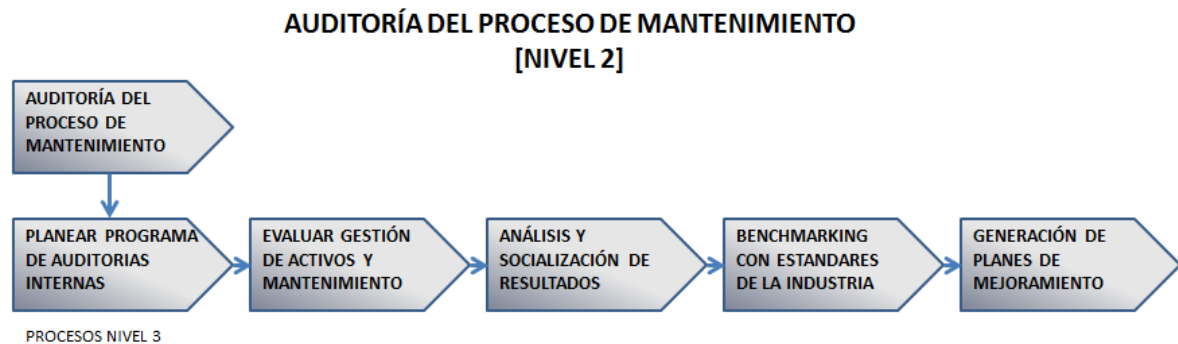 AUDITORÍA DEL PROCESO DE MANTENIMIENTO
[NIVEL 2]
AUDITORÍA DEL
PROCESO DE
MANTENIMIENTO
PLANEAR PROGRAMA
DE AUDITORIAS
INTERNAS
EVALUAR GESTIÓN
DE ACTIVOS Y
MANTENIMIENTO
ANÁLISIS Y
SOCIALIZACIÓN DE
RESULTADOS
BENCHMARKING
CON ESTANDARES
DE LA INDUSTRIA
GENERACIÓN DE
PLANES DE
MEJORAMIENTO
PROCESOS NIVEL 3